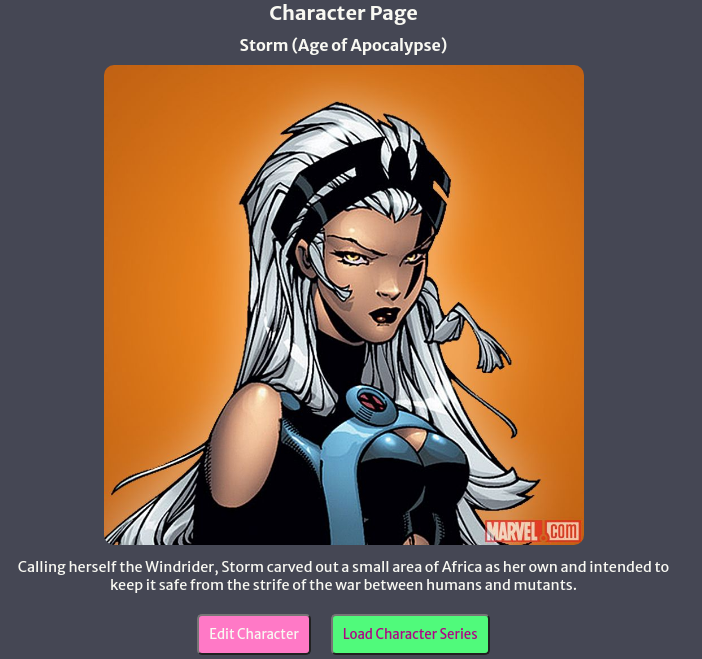 Character Page
Storm (Age of Apocalypse)
MARVEL.COM
Calling herself the Windrider, Storm carved out a small area of Africa as her own and intended to
keep it safe from the strife of the war between humans and mutants.
Edit Character
Load Character Series